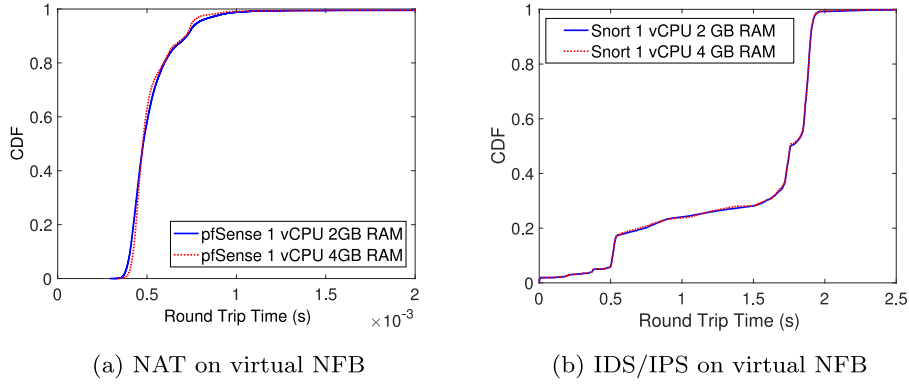 1
0.8
0.6
0.4
0.2
0
CDF
pfSense 1 vCPU 2GB RAM
pfSense 1 vCPU 4GB RAM
0 0.5 1 1.5 2
Round Trip Time (s)
×10⁻³
(a) NAT on virtual NFB
1
0.8
0.6
0.4
0.2
0
CDF
Snort 1 vCPU 2 GB RAM
Snort 1 vCPU 4 GB RAM
0 0.5 1 1.5 2 2.5
Round Trip Time (s)
(b) IDS/IPS on virtual NFB